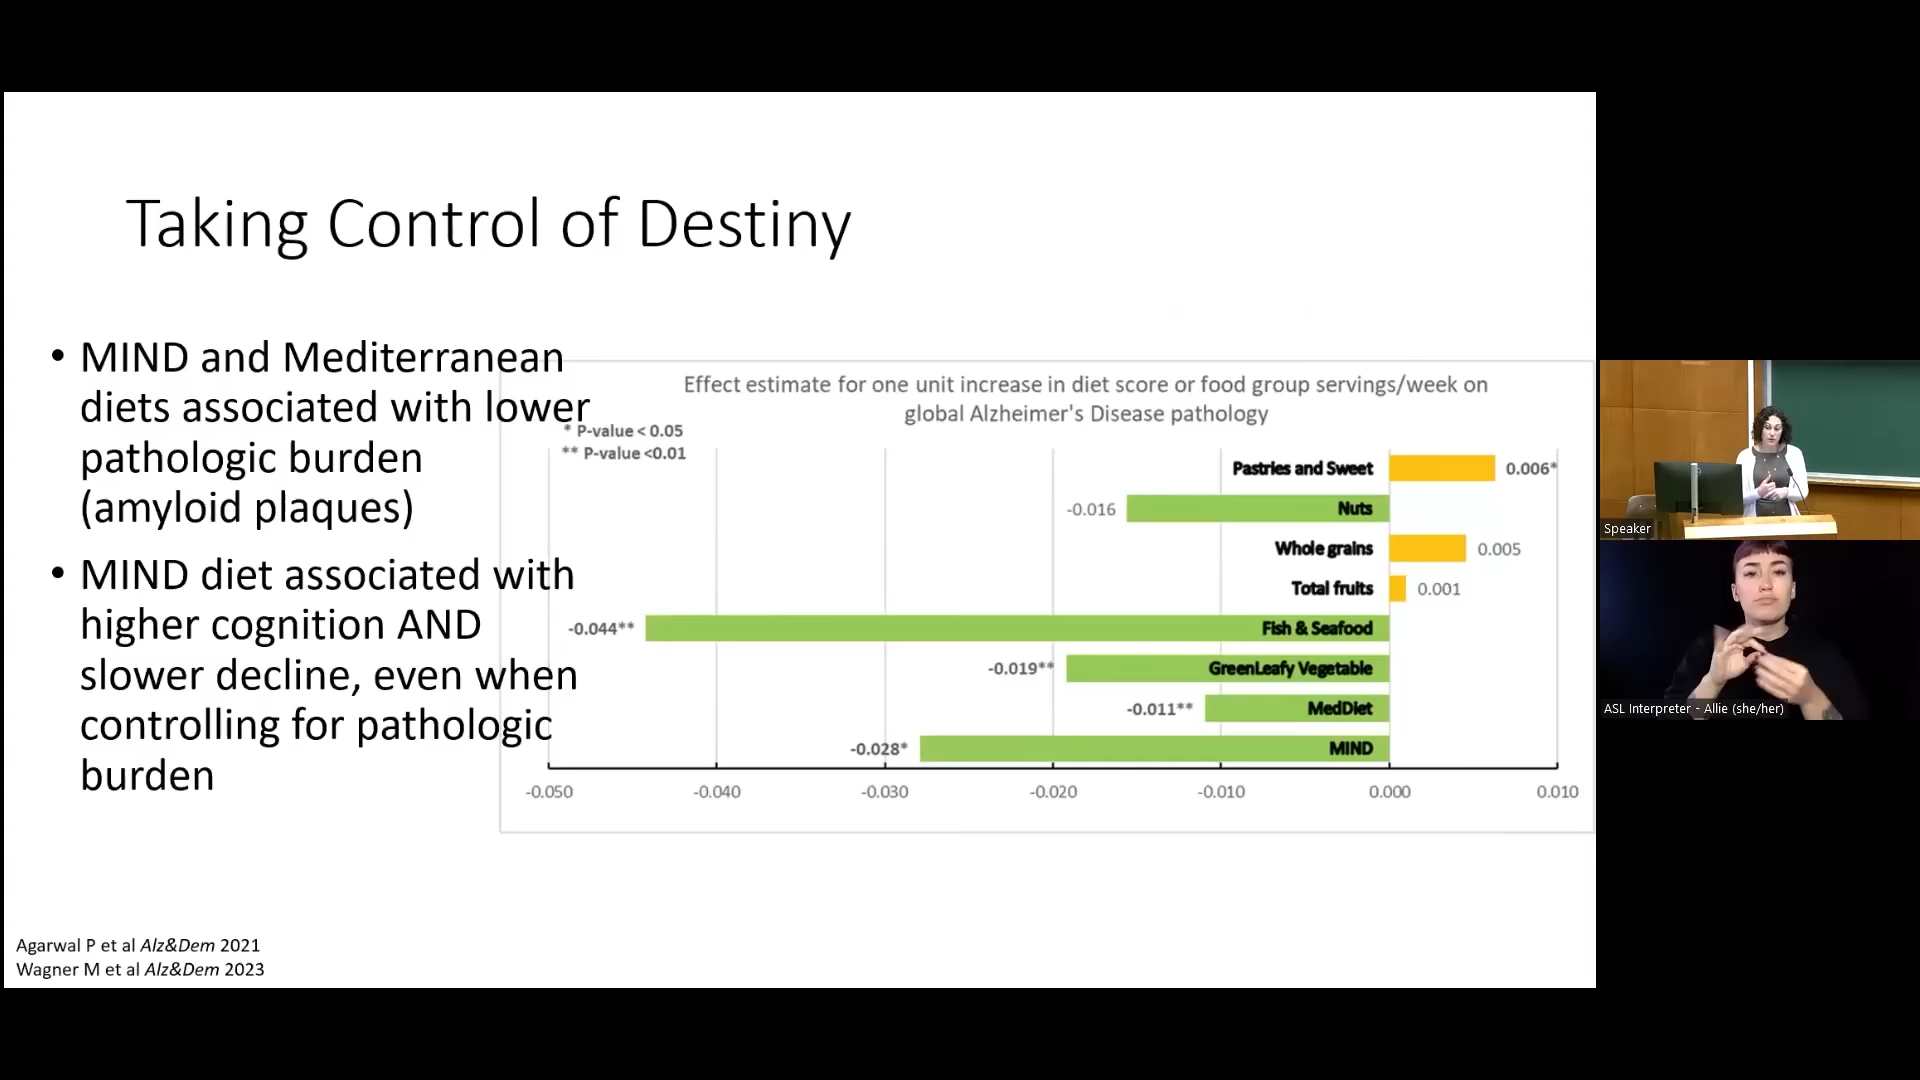 Taking Control of Destiny
• MIND and Mediterranean
diets associated with lower
pathologic burden
(amyloid plaques)
• MIND diet associated with
higher cognition AND
slower decline, even when
controlling for pathologic
burden
Effect estimate for one unit increase in diet score or food group servings/week on
global Alzheimer's Disease pathology
* P-value < 0.05
** P-value <0.01
Pastries and Sweet 0.006*
-0.016 Nuts
Whole grains 0.005
Total fruits 0.001
-0.044** Fish & Seafood
-0.019** GreenLeafy Vegetable
-0.011** MedDiet
-0.028* MIND
-0.050 -0.040 -0.030 -0.020 -0.010 0.000 0.010
Agarwal P et al Alz&Dem 2021
Wagner M et al Alz&Dem 2023
Speaker
ASL Interpreter - Allie (she/her)